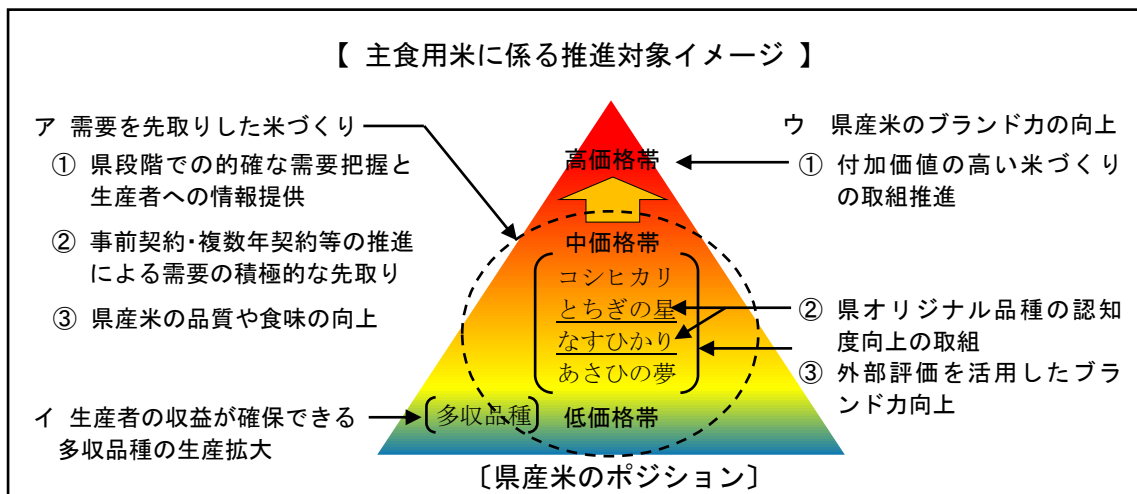 【 主食用米に係る推進対象イメージ 】
ア 需要を先取りした米づくり
① 県段階での的確な需要把握と
生産者への情報提供
② 事前契約・複数年契約等の推進
による需要の積極的な先取り
③ 県産米の品質や食味の向上
イ 生産者の収益が確保できる
多収品種の生産拡大
高価格帯
中価格帯
コシヒカリ
とちぎの星
なすひかり
あさひの夢
多収品種
低価格帯
〔県産米のポジション〕
ウ 県産米のブランド力の向上
① 付加価値の高い米づくり
の取組推進
② 県オリジナル品種の認知
度向上の取組
③ 外部評価を活用したブラ
ンド力向上